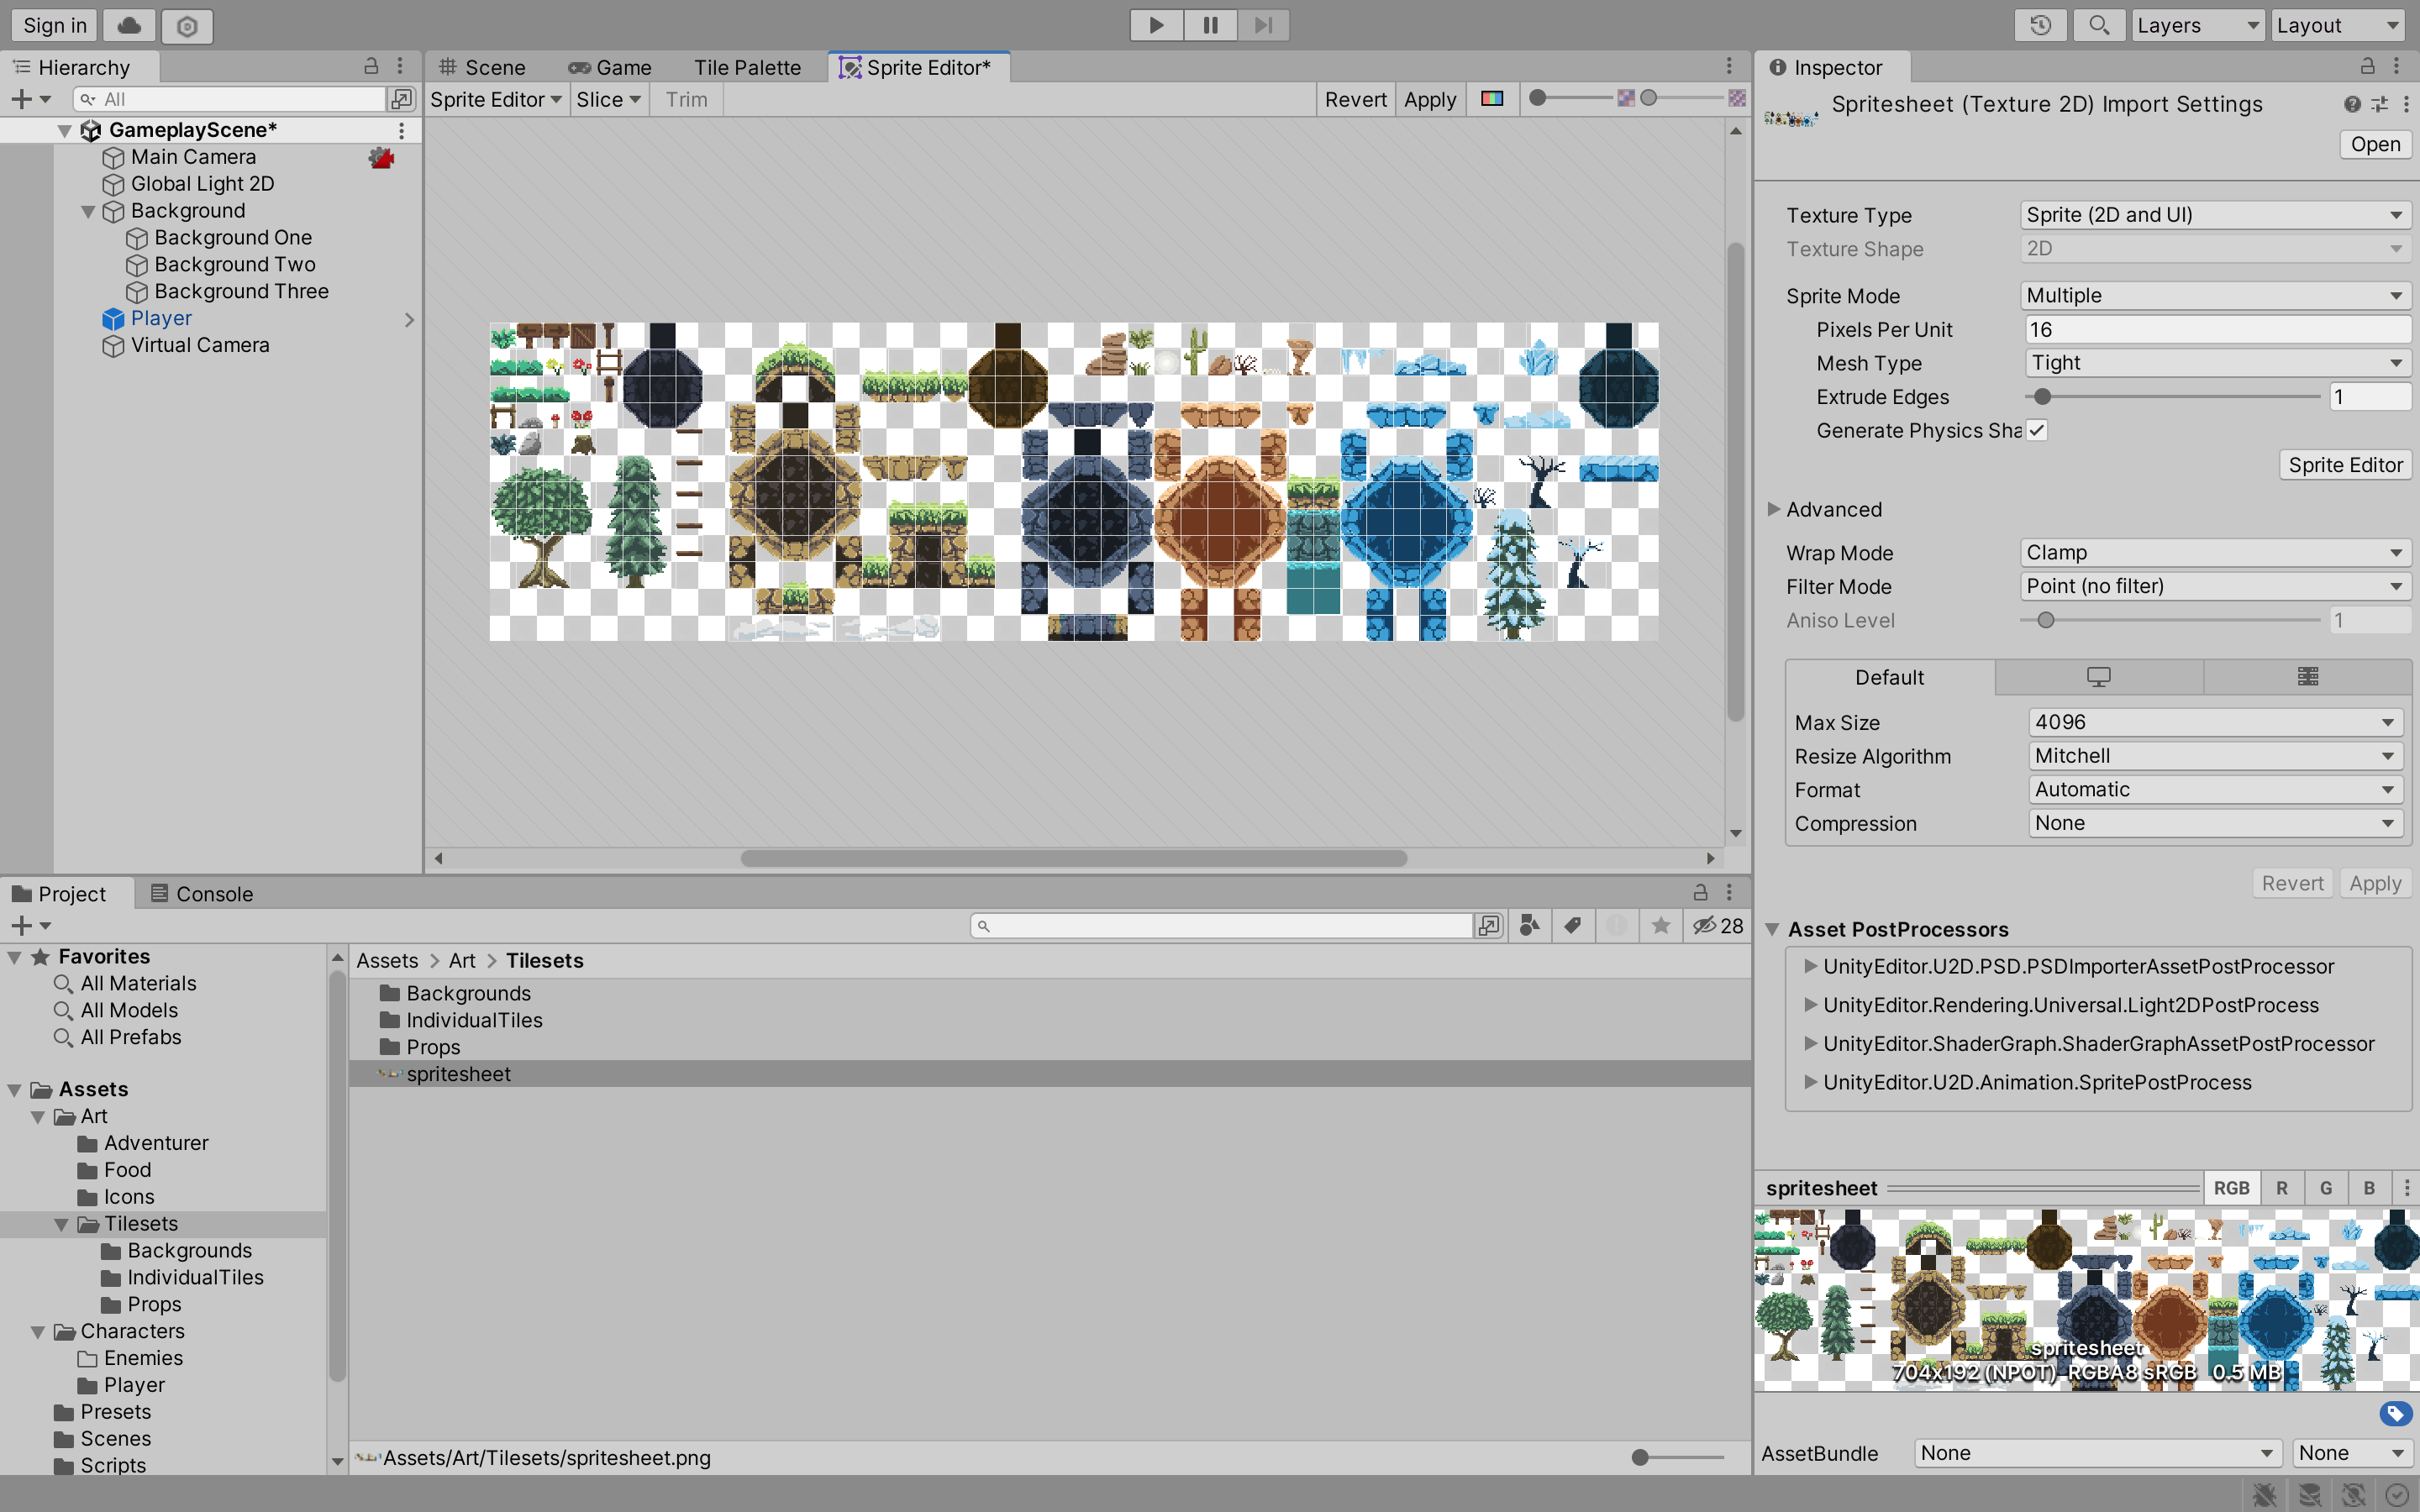 Sign in
Layers
Layout
Hierarchy
All
GameplayScene*
Main Camera
Global Light 2D
Background
Background One
Background Two
Background Three
Player
Virtual Camera
Scene
Game
Tile Palette
Sprite Editor*
Sprite Editor
Slice
Trim
Revert
Apply
Inspector
Spritesheet (Texture 2D) Import Settings
Open
Texture Type
Sprite (2D and UI)
Texture Shape
2D
Sprite Mode
Multiple
Pixels Per Unit
16
Mesh Type
Tight
Extrude Edges
1
Generate Physics Sha
Sprite Editor
Advanced
Wrap Mode
Clamp
Filter Mode
Point (no filter)
Aniso Level
1
Default
Max Size
4096
Resize Algorithm
Mitchell
Format
Automatic
Compression
None
Revert
Apply
Asset PostProcessors
UnityEditor.U2D.PSD.PSDImporterAssetPostProcessor
UnityEditor.Rendering.Universal.Light2DPostProcess
UnityEditor.ShaderGraph.ShaderGraphAssetPostProcessor
UnityEditor.U2D.Animation.SpritePostProcess
spritesheet
RGB
R
G
B
spritesheet
704x192 (NPOT) RGBA8 sRGB 0.5 MB
AssetBundle
None
None
Project
Console
28
Favorites
All Materials
All Models
All Prefabs
Assets
Art
Adventurer
Food
Icons
Tilesets
Backgrounds
IndividualTiles
Props
Characters
Enemies
Player
Presets
Scenes
Scripts
Assets > Art > Tilesets
Backgrounds
IndividualTiles
Props
spritesheet
Assets/Art/Tilesets/spritesheet.png